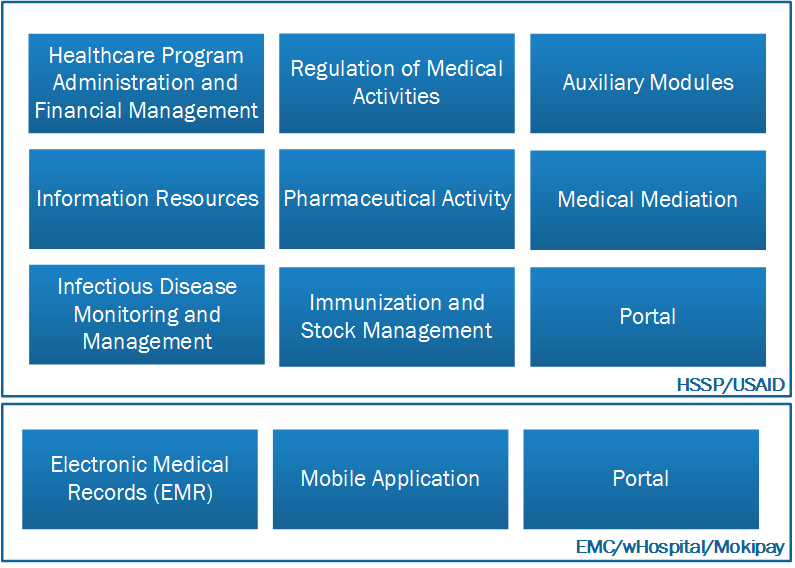 Healthcare Program
Administration and
Financial Management
Regulation of Medical
Activities
Auxiliary Modules
Information Resources
Pharmaceutical Activity
Medical Mediation
Infectious Disease
Monitoring and
Management
Immunization and
Stock Management
Portal
HSSP/USAID
Electronic Medical
Records (EMR)
Mobile Application
Portal
EMC/wHospital/Mokipay